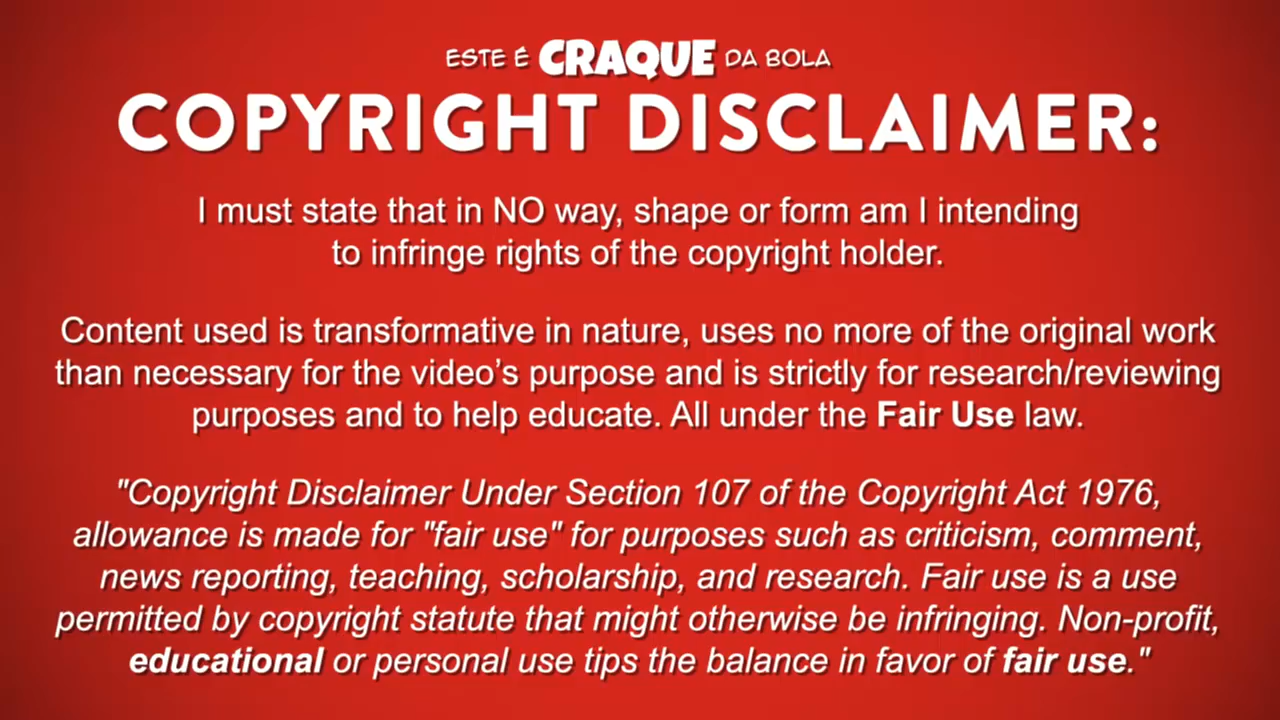 ESTE É CRAQUE DA BOLA
COPYRIGHT DISCLAIMER:
I must state that in NO way, shape or form am I intending
to infringe rights of the copyright holder.
Content used is transformative in nature, uses no more of the original work
than necessary for the video’s purpose and is strictly for research/reviewing
purposes and to help educate. All under the Fair Use law.
"Copyright Disclaimer Under Section 107 of the Copyright Act 1976,
allowance is made for "fair use" for purposes such as criticism, comment,
news reporting, teaching, scholarship, and research. Fair use is a use
permitted by copyright statute that might otherwise be infringing. Non-profit,
educational or personal use tips the balance in favor of fair use."